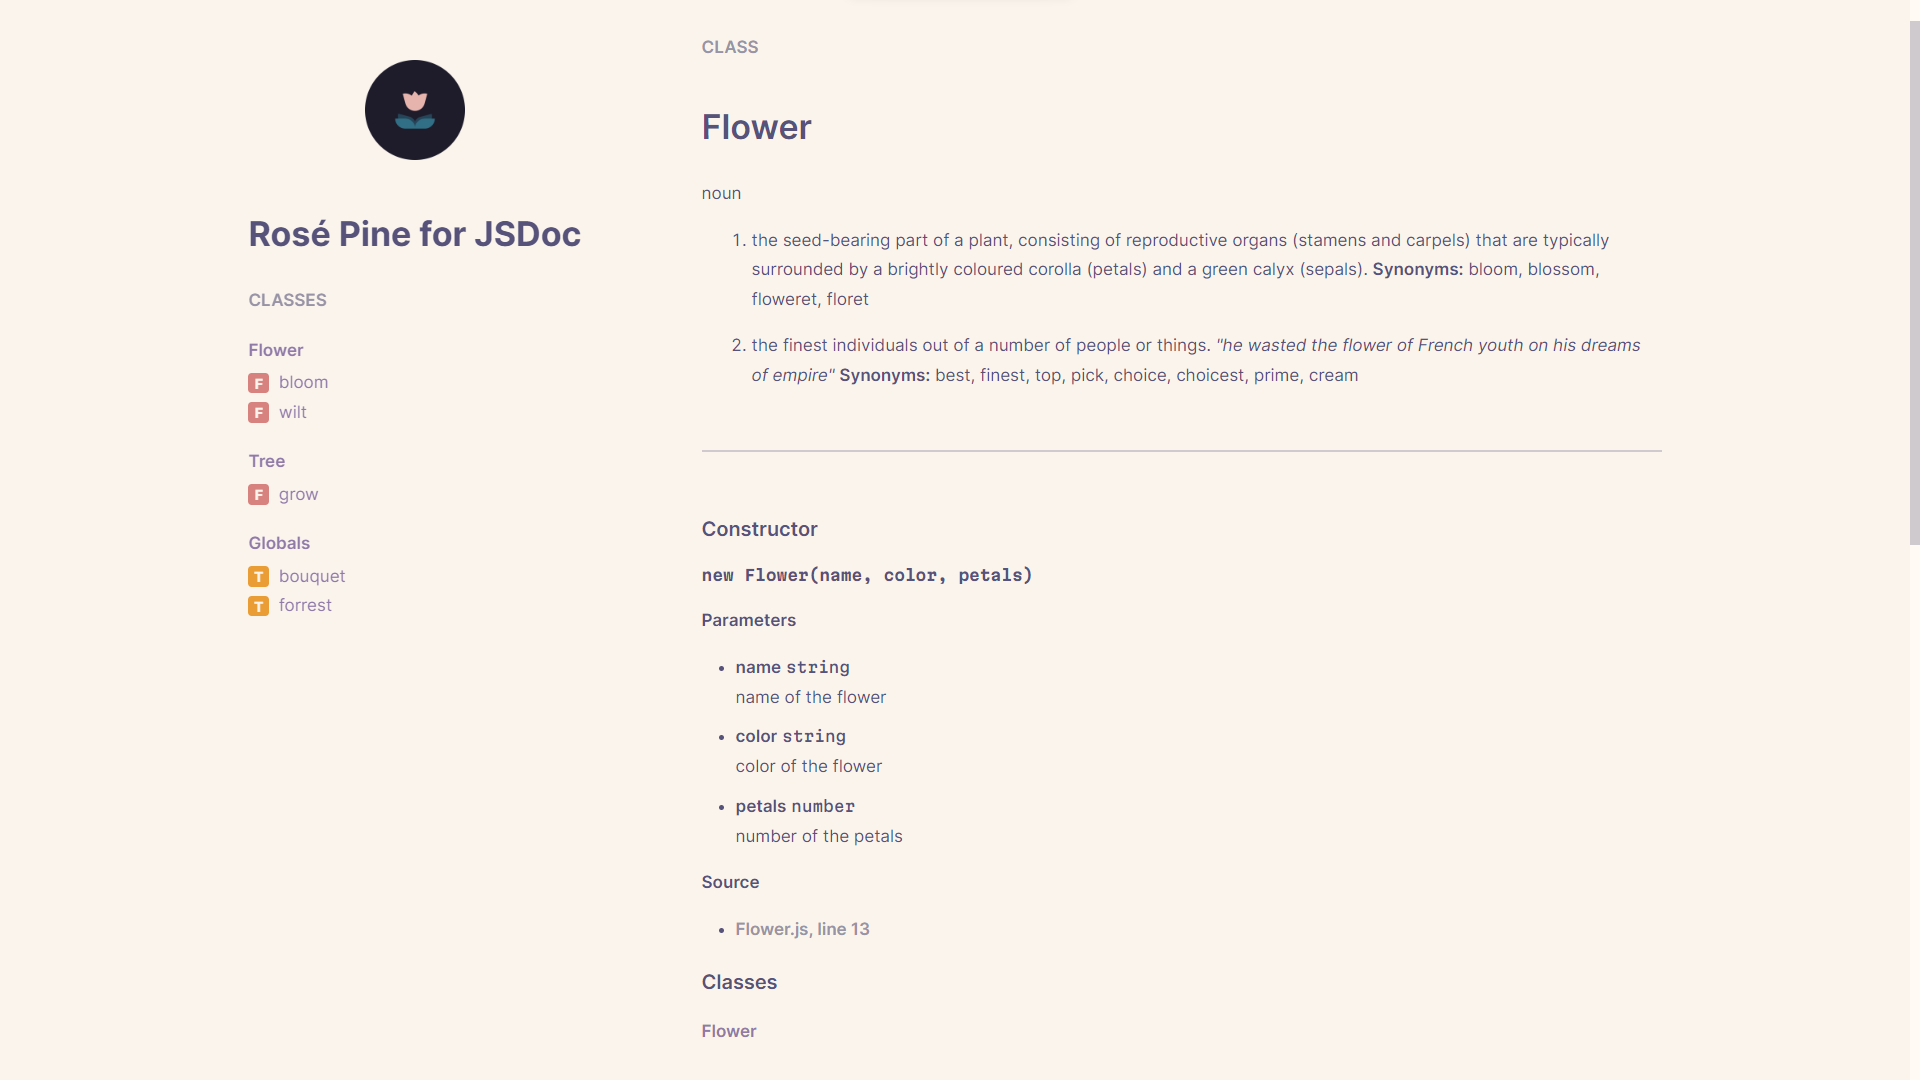 Rosé Pine for JSDoc
CLASSES
Flower
F bloom
F wilt
Tree
F grow
Globals
T bouquet
T forrest
CLASS
Flower
noun
1. the seed-bearing part of a plant, consisting of reproductive organs (stamens and carpels) that are typically
surrounded by a brightly coloured corolla (petals) and a green calyx (sepals). Synonyms: bloom, blossom,
floweret, floret
2. the finest individuals out of a number of people or things. "he wasted the flower of French youth on his dreams
of empire" Synonyms: best, finest, top, pick, choice, choicest, prime, cream
Constructor
new Flower(name, color, petals)
Parameters
• name string
name of the flower
• color string
color of the flower
• petals number
number of the petals
Source
• Flower.js, line 13
Classes
Flower